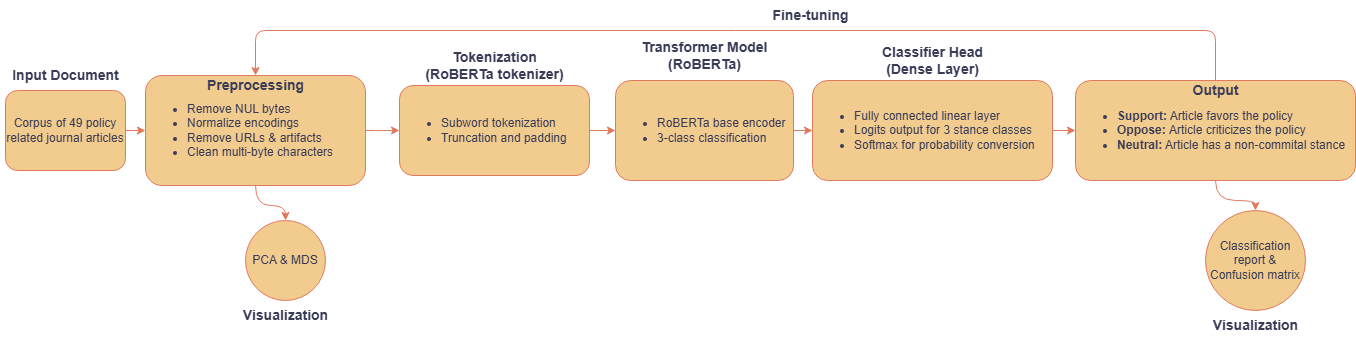 Fine-tuning
Input Document
Corpus of 49 policy
related journal articles
Preprocessing
Remove NUL bytes
Normalize encodings
Remove URLs & artifacts
Clean multi-byte characters
Tokenization
(RoBERTa tokenizer)
Subword tokenization
Truncation and padding
Transformer Model
(RoBERTa)
RoBERTa base encoder
3-class classification
Classifier Head
(Dense Layer)
Fully connected linear layer
Logits output for 3 stance classes
Softmax for probability conversion
Output
Support: Article favors the policy
Oppose: Article criticizes the policy
Neutral: Article has a non-commital stance
PCA & MDS
Visualization
Classification
report &
Confusion matrix
Visualization